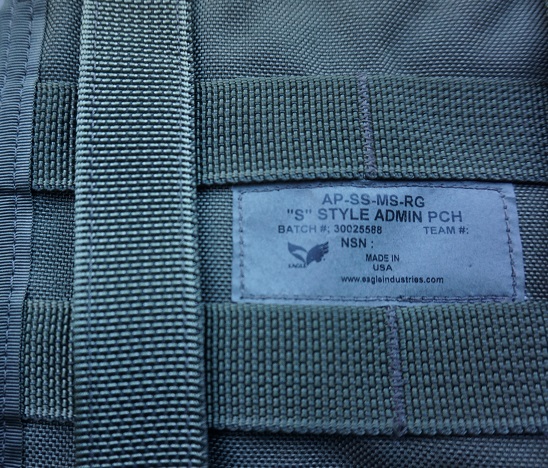 AP-SS-MS-RG
"S" STYLE ADMIN PCH
BATCH #: 30025588 TEAM #:
NSN :
EAGLE
MADE IN
USA
www.eagleindustries.com